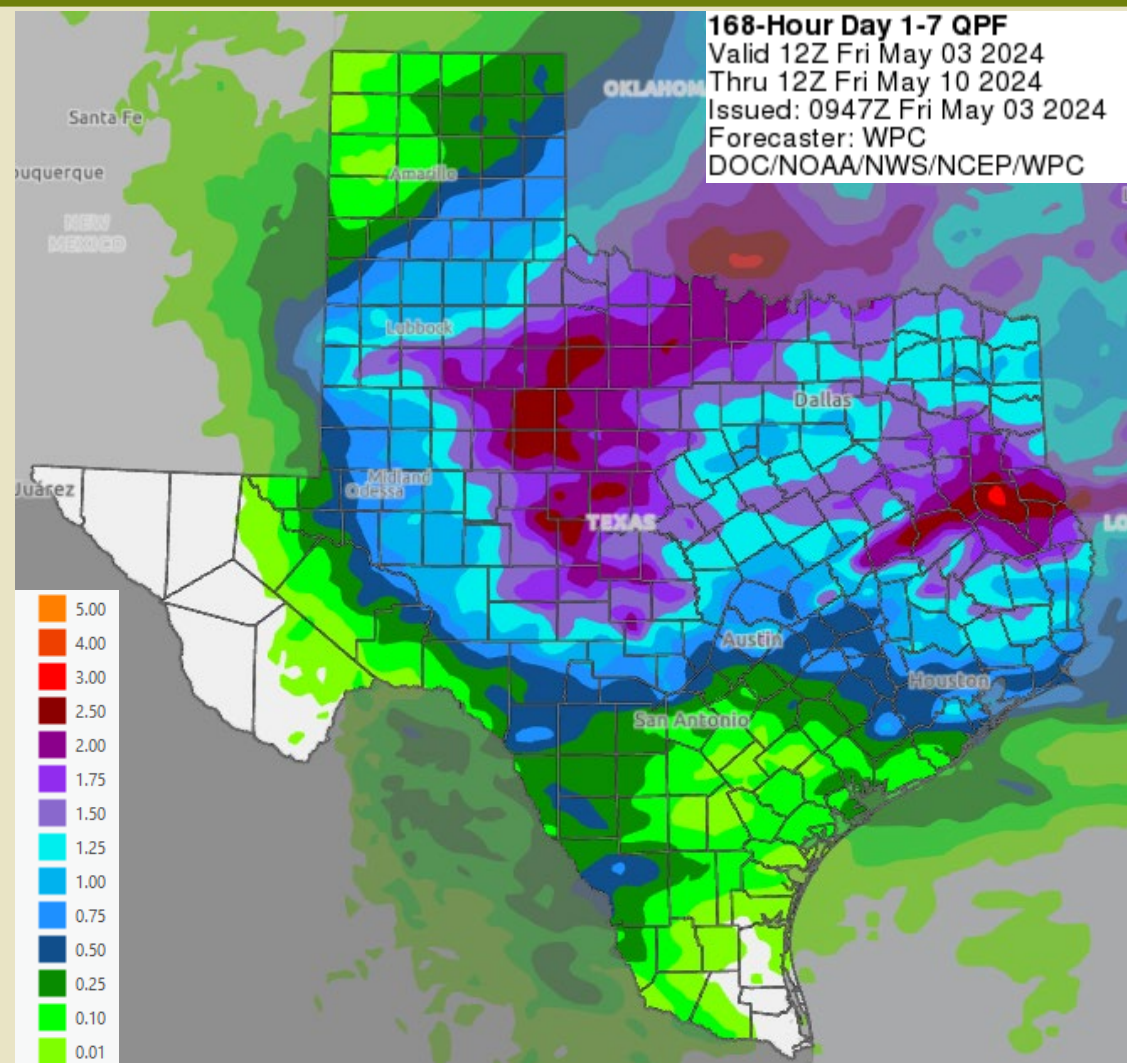 168-Hour Day 1-7 QPF
Valid 12Z Fri May 03 2024
Thru 12Z Fri May 10 2024
Issued: 0947Z Fri May 03 2024
Forecaster: WPC
DOC/NOAA/NWS/NCEP/WPC
OKLAHOM
Santa Fe
buquerque
Amarillo
NEW
MEXICO
Lubbock
Dallas
Midland
Odessa
Juárez
TEXAS
LO
Austin
Houston
San Antonio
5.00
4.00
3.00
2.50
2.00
1.75
1.50
1.25
1.00
0.75
0.50
0.25
0.10
0.01